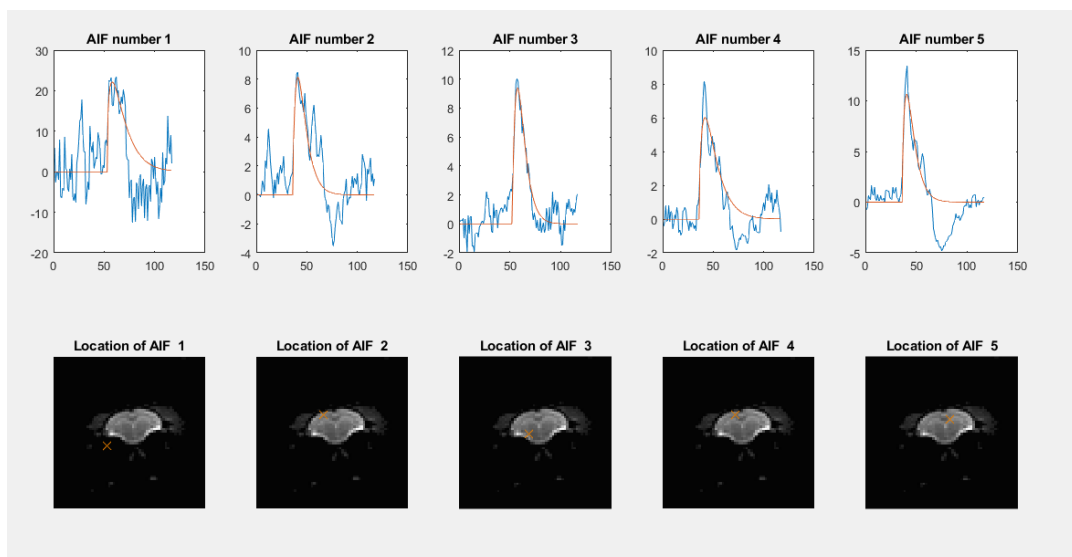 AIF number 1
30
20
10
0
-10
-20
0 50 100 150
AIF number 2
10
8
6
4
2
0
-2
-4
0 50 100 150
AIF number 3
12
10
8
6
4
2
0
-2
0 50 100 150
AIF number 4
10
8
6
4
2
0
-2
0 50 100 150
AIF number 5
15
10
5
0
-5
0 50 100 150
Location of AIF 1
Location of AIF 2
Location of AIF 3
Location of AIF 4
Location of AIF 5